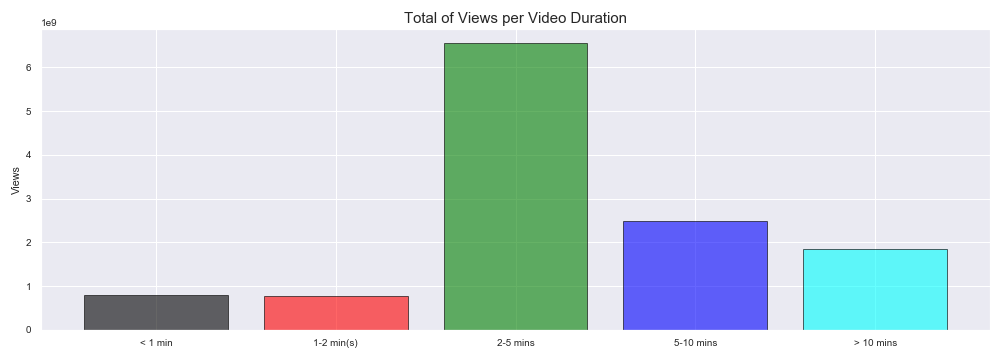 Total of Views per Video Duration
1e9
6
5
4
3
2
1
0
Views
< 1 min
1-2 min(s)
2-5 mins
5-10 mins
> 10 mins